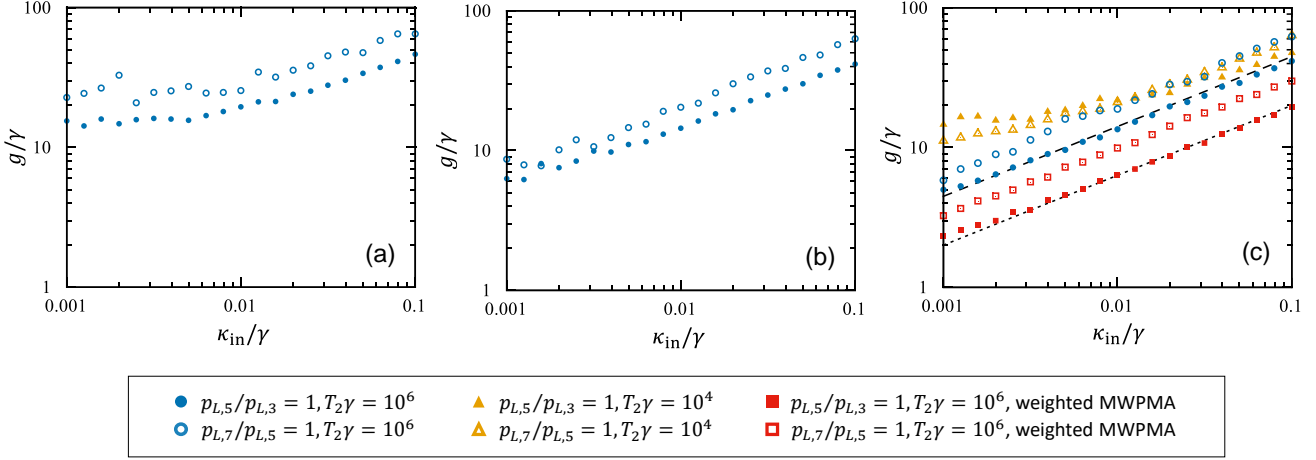 100
10
1
g/γ
0.001
0.01
0.1
κin/γ
(a)
100
10
1
g/γ
0.001
0.01
0.1
κin/γ
(b)
100
10
1
g/γ
0.001
0.01
0.1
κin/γ
(c)
p_{L,5}/p_{L,3} = 1, T_2γ = 10^6
p_{L,5}/p_{L,3} = 1, T_2γ = 10^4
p_{L,5}/p_{L,3} = 1, T_2γ = 10^6, weighted MWPMA
p_{L,7}/p_{L,5} = 1, T_2γ = 10^6
p_{L,7}/p_{L,5} = 1, T_2γ = 10^4
p_{L,7}/p_{L,5} = 1, T_2γ = 10^6, weighted MWPMA